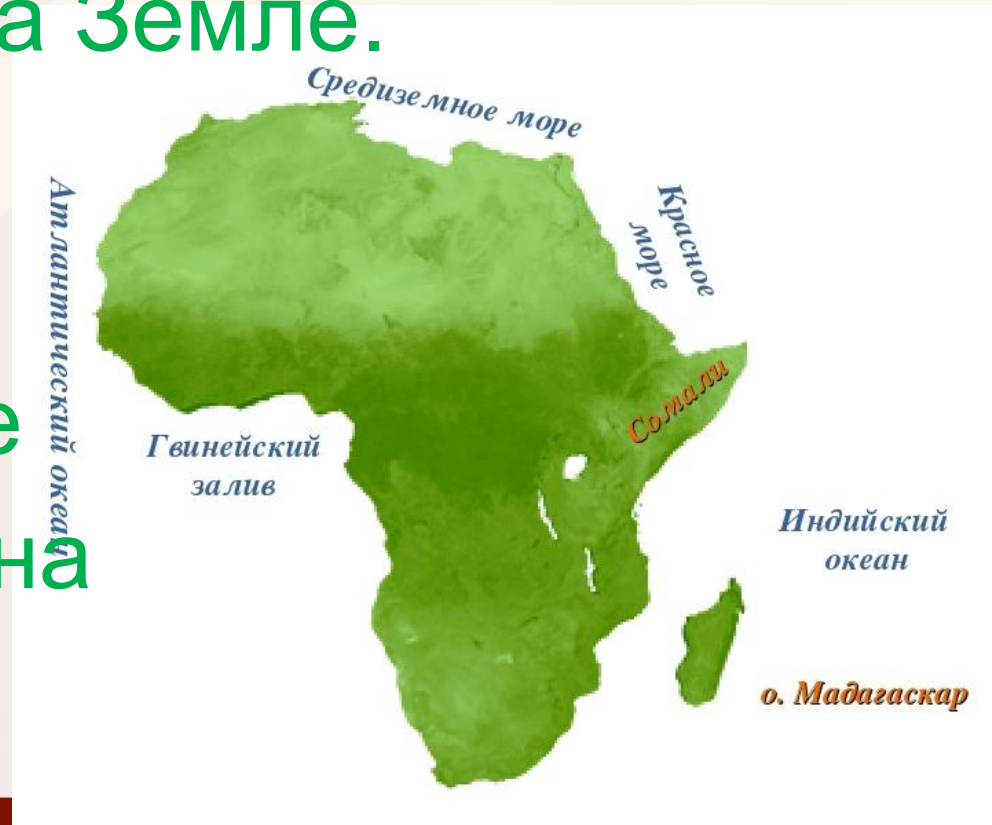 а Земле.
Средиземное море
Красное
море
Атлантический океан
Сомали
е
Гвинейский
залив
Индийский
океан
на
о. Мадагаскар